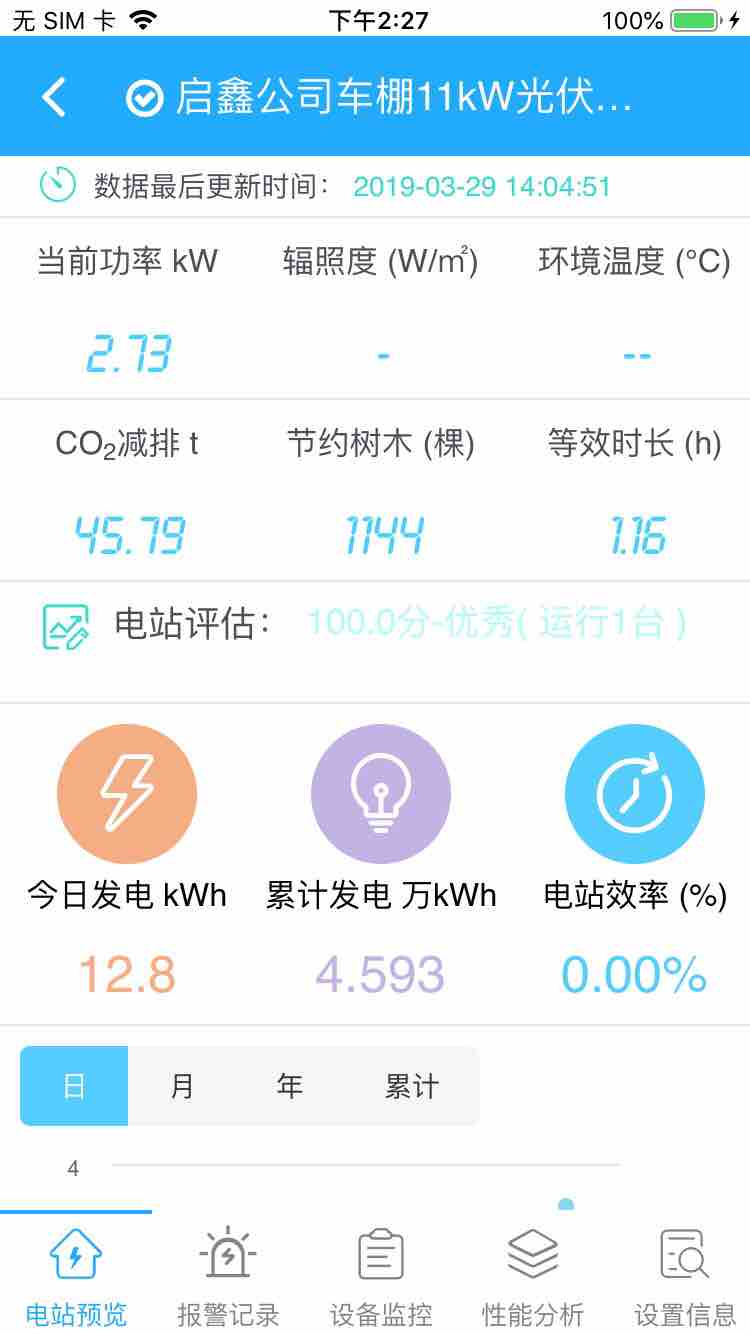 无 SIM 卡 下午2:27 100%
启鑫公司车棚11kW光伏...
数据最后更新时间: 2019-03-29 14:04:51
当前功率 kW 辐照度 (W/㎡) 环境温度 (°C)
2.73 - --
CO₂减排 t 节约树木 (棵) 等效时长 (h)
45.79 1144 1.16
电站评估: 100.0分-优秀( 运行1台 )
今日发电 kWh 累计发电 万kWh 电站效率 (%)
12.8 4.593 0.00%
日 月 年 累计
4
电站预览 报警记录 设备监控 性能分析 设置信息